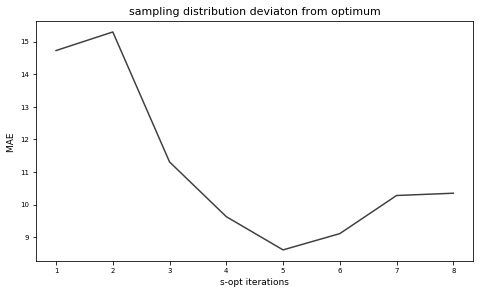 sampling distribution deviaton from optimum
15
14
13
12
11
10
9
MAE
1 2 3 4 5 6 7 8
s-opt iterations